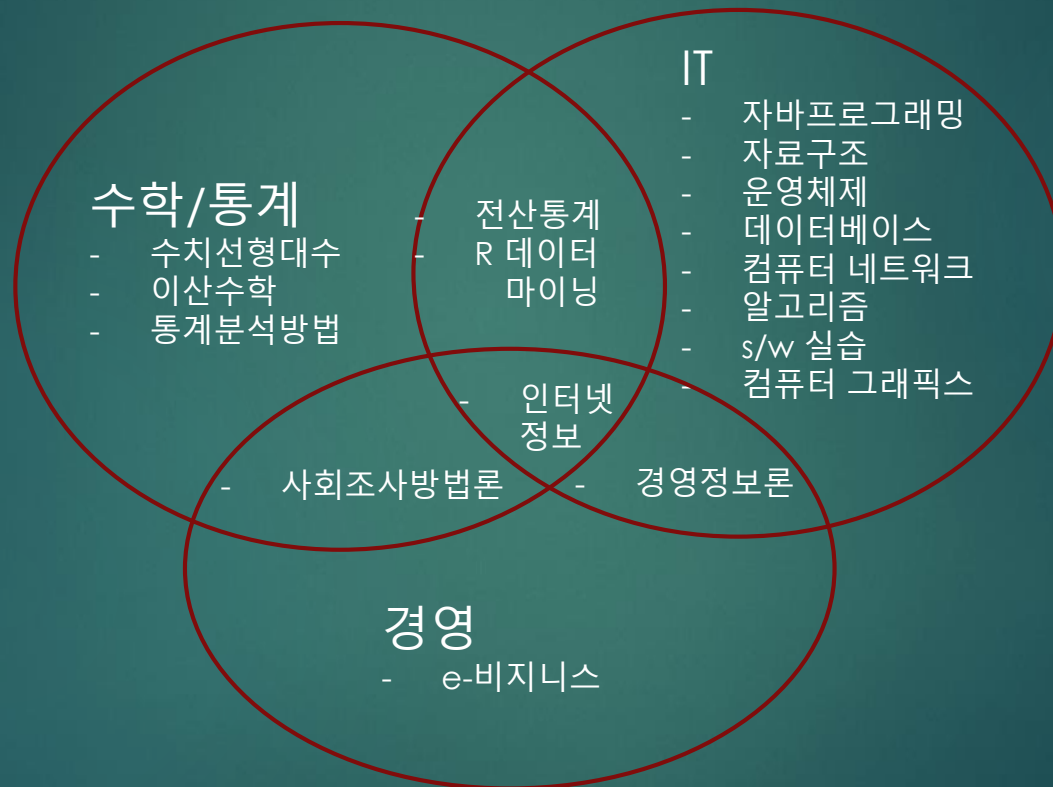 수학/통계
- 수치선형대수
- 이산수학
- 통계분석방법
- 전산통계
- R 데이터
마이닝
IT
- 자바프로그래밍
- 자료구조
- 운영체제
- 데이터베이스
- 컴퓨터 네트워크
- 알고리즘
- s/w 실습
- 컴퓨터 그래픽스
- 인터넷
정보
- 사회조사방법론
- 경영정보론
경영
- e-비지니스